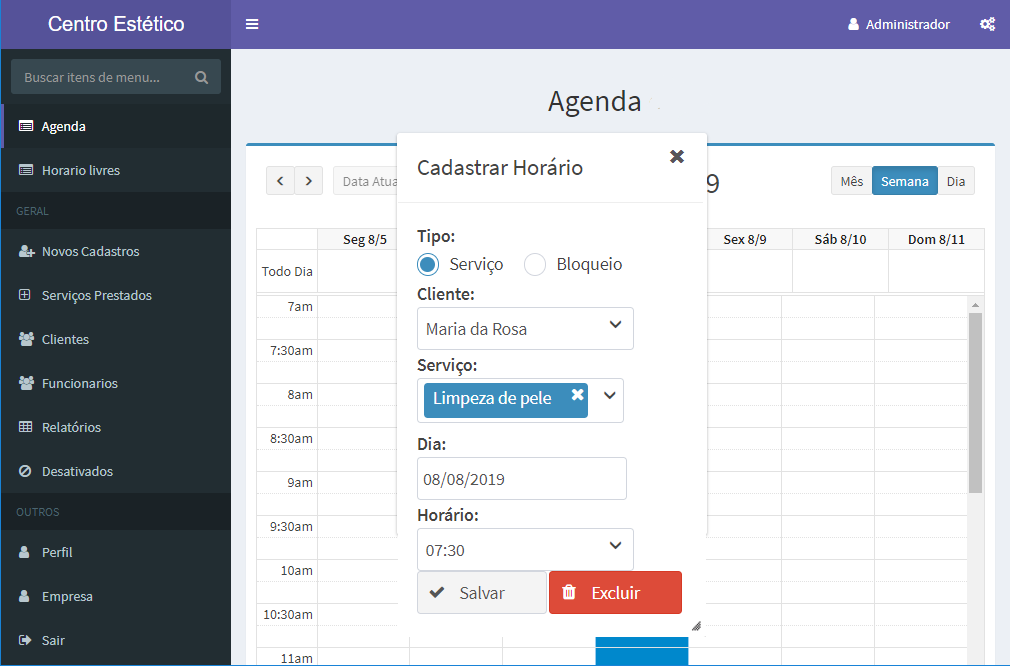 Centro Estético
Administrador
Buscar itens de menu...
Agenda
Horario livres
GERAL
Novos Cadastros
Serviços Prestados
Clientes
Funcionarios
Relatórios
Desativados
OUTROS
Perfil
Empresa
Sair
Agenda
Data Atua
9
Mês
Semana
Dia
Seg 8/5
Sex 8/9
Sáb 8/10
Dom 8/11
Todo Dia
7am
7:30am
8am
8:30am
9am
9:30am
10am
10:30am
11am
Cadastrar Horário
Tipo:
Serviço
Bloqueio
Cliente:
Maria da Rosa
Serviço:
Limpeza de pele
Dia:
08/08/2019
Horário:
07:30
Salvar
Excluir